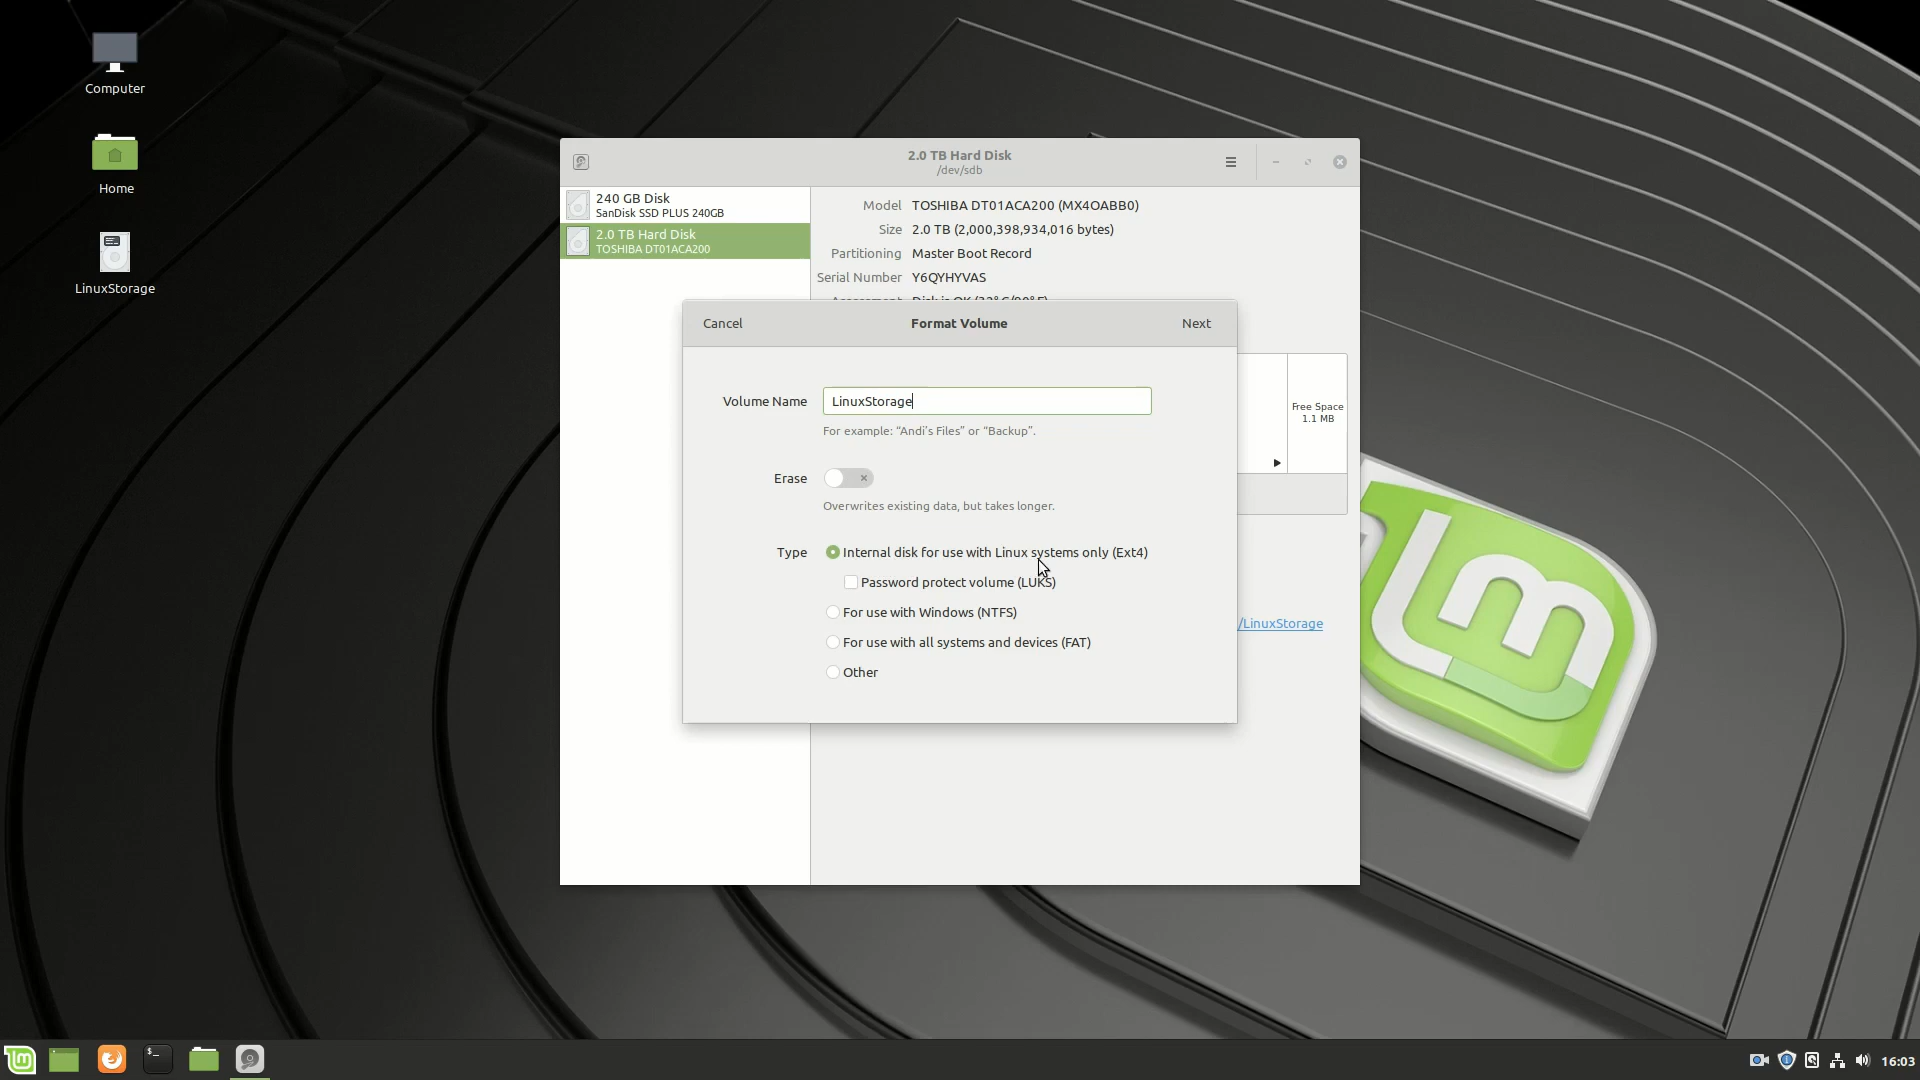 Computer
Home
LinuxStorage
2.0 TB Hard Disk
/dev/sdb
240 GB Disk
SanDisk SSD PLUS 240GB
2.0 TB Hard Disk
TOSHIBA DT01ACA200
Model TOSHIBA DT01ACA200 (MX4OABB0)
Size 2.0 TB (2,000,398,934,016 bytes)
Partitioning Master Boot Record
Serial Number Y6QYHYVAS
Cancel Format Volume Next
Volume Name LinuxStorage
For example: “Andi’s Files” or “Backup”.
Erase
Overwrites existing data, but takes longer.
Type Internal disk for use with Linux systems only (Ext4)
Password protect volume (LUKS)
For use with Windows (NTFS)
For use with all systems and devices (FAT)
Other
Free Space
1.1 MB
/LinuxStorage
16:03